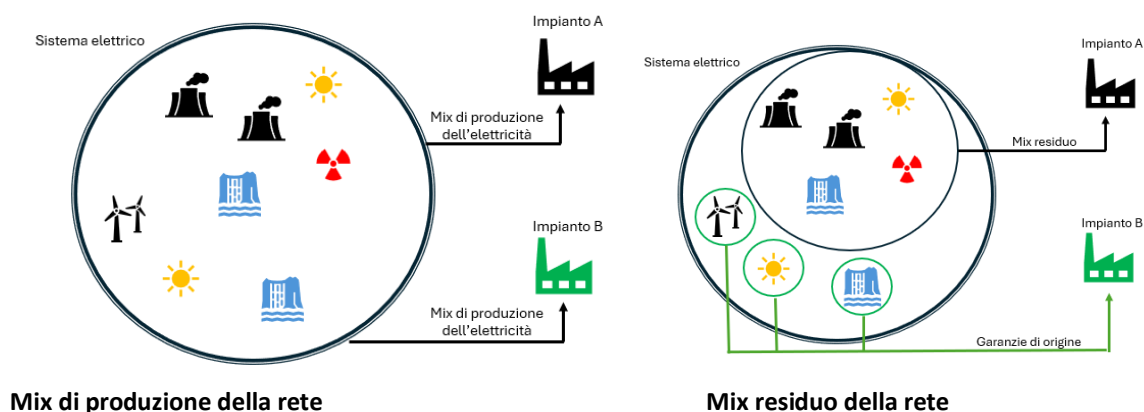 Impianto A
Sistema elettrico
Mix di produzione
dell'elettricità
Impianto B
Mix di produzione
dell'elettricità
Mix di produzione della rete
Impianto A
Sistema elettrico
Mix residuo
Impianto B
Garanzie di origine
Mix residuo della rete